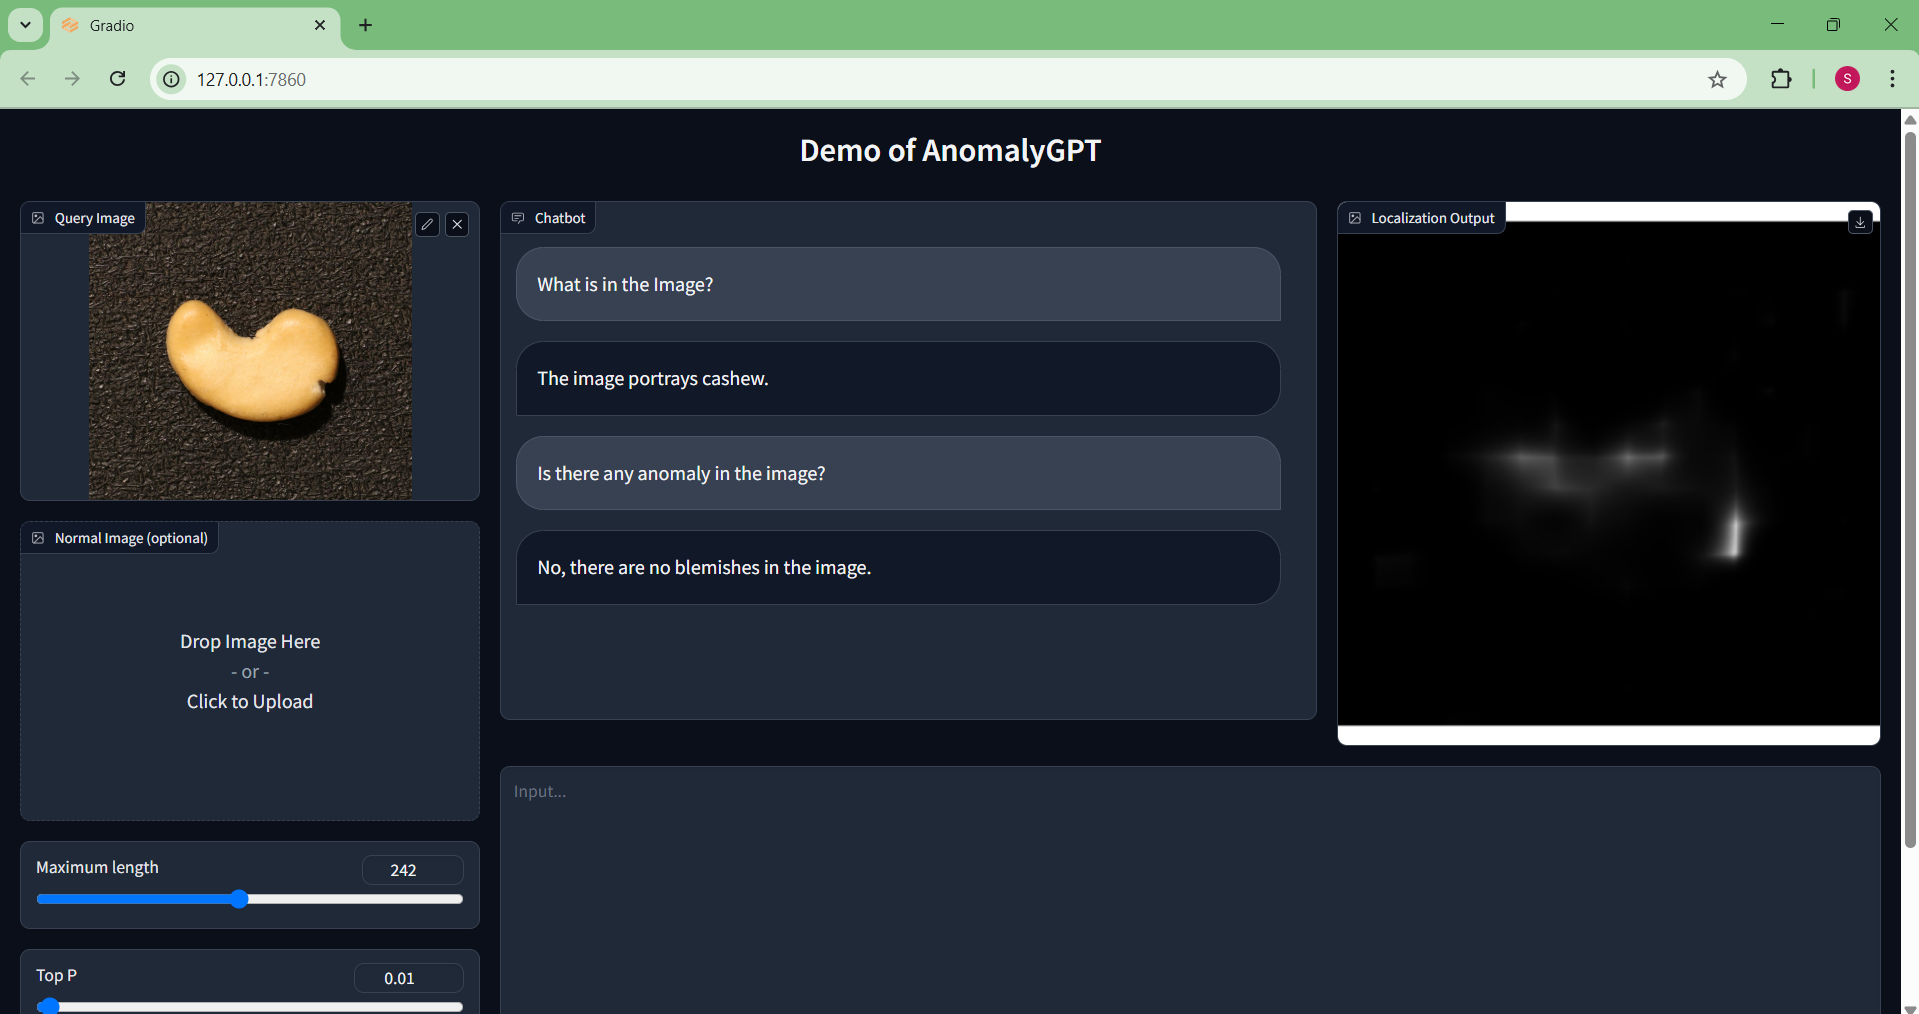 Gradio
127.0.0.1:7860
S
Demo of AnomalyGPT
Query Image
Normal Image (optional)
Drop Image Here
- or -
Click to Upload
Maximum length
242
Top P
0.01
Chatbot
What is in the Image?
The image portrays cashew.
Is there any anomaly in the image?
No, there are no blemishes in the image.
Localization Output
Input...